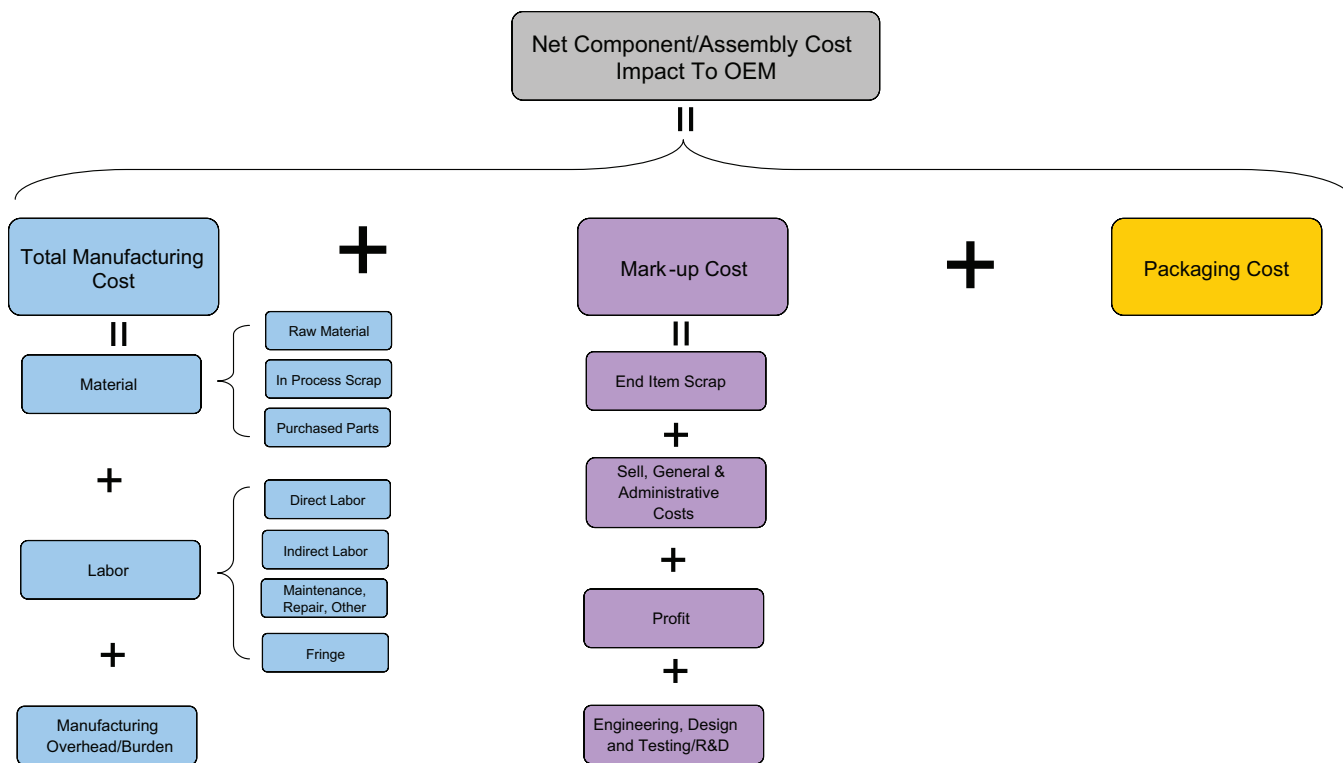 Net Component/Assembly Cost
Impact To OEM
Total Manufacturing
Cost
+
Mark-up Cost
+
Packaging Cost
Material
Raw Material
In Process Scrap
Purchased Parts
+
Labor
Direct Labor
Indirect Labor
Maintenance,
Repair, Other
Fringe
+
Manufacturing
Overhead/Burden
End Item Scrap
+
Sell, General &
Administrative
Costs
+
Profit
+
Engineering, Design
and Testing/R&D